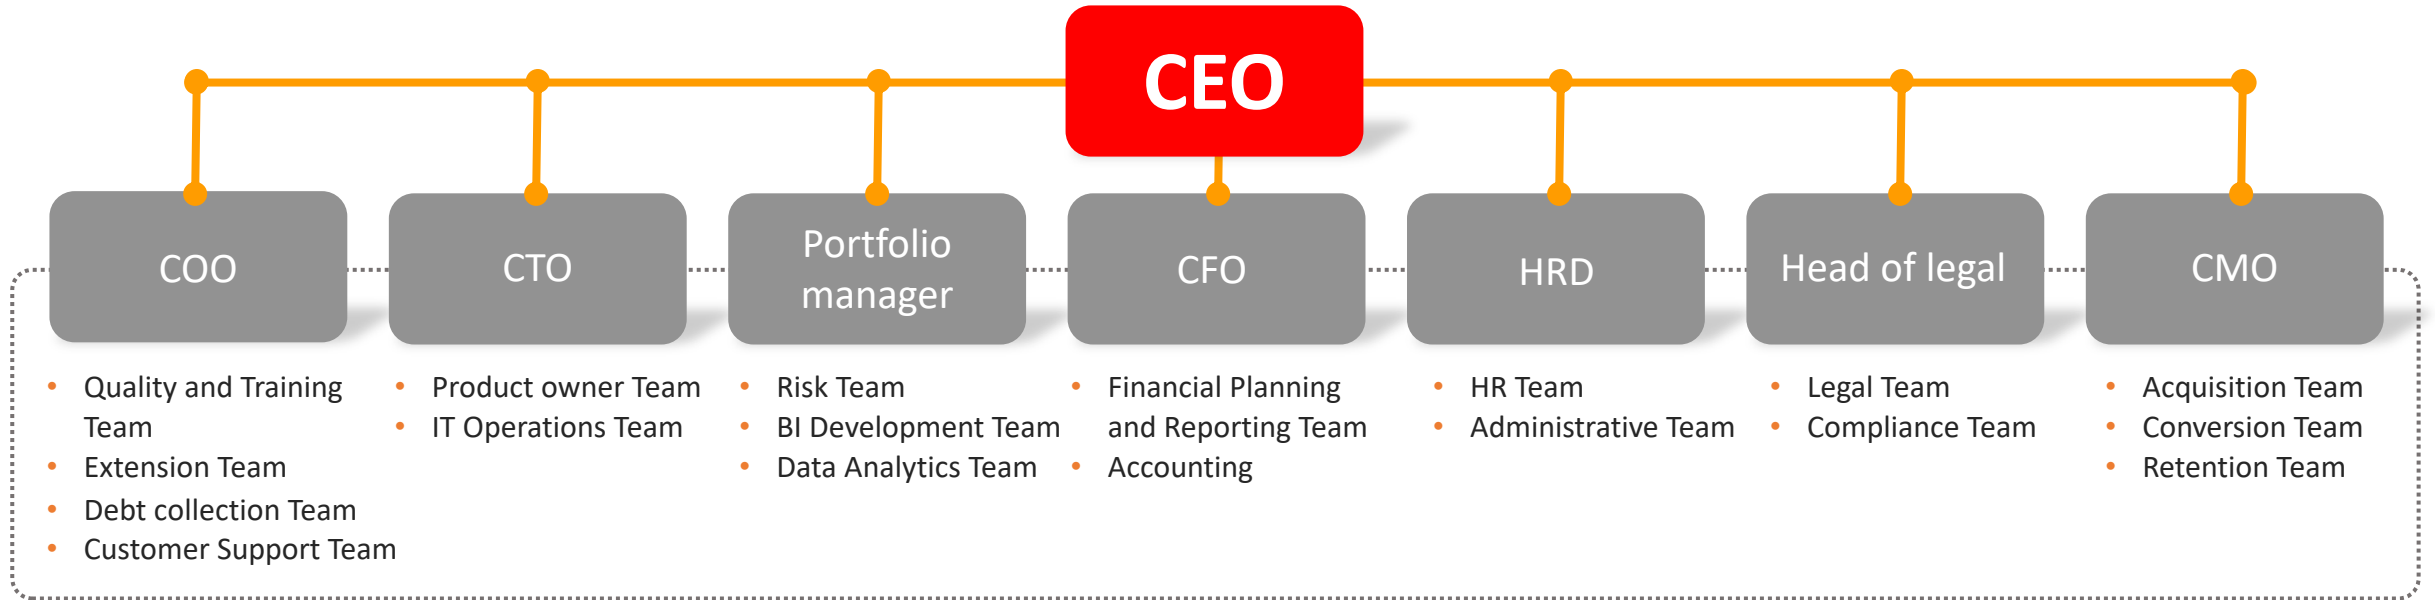 CEO
COO
CTO
Portfolio
manager
CFO
HRD
Head of legal
CMO
• Quality and Training
Team
• Extension Team
• Debt collection Team
• Customer Support Team
• Product owner Team
• IT Operations Team
• Risk Team
• BI Development Team
• Data Analytics Team
• Financial Planning
and Reporting Team
• Accounting
• HR Team
• Administrative Team
• Legal Team
• Compliance Team
• Acquisition Team
• Conversion Team
• Retention Team